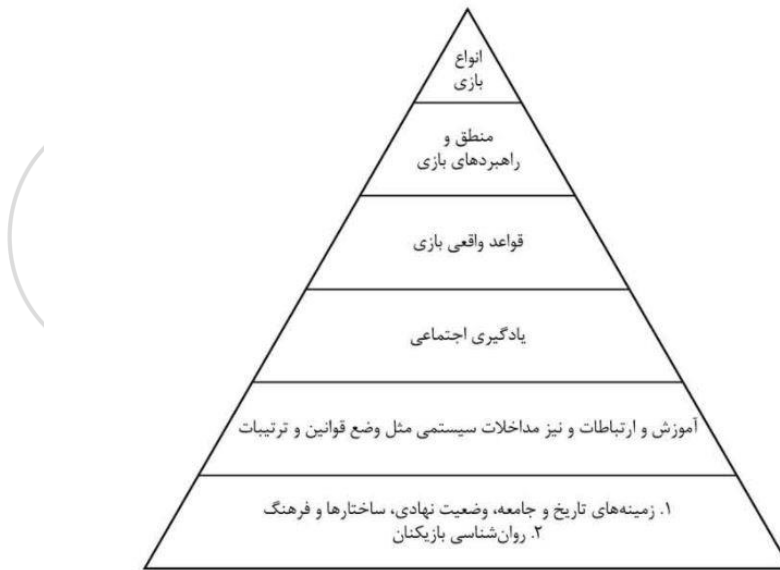 انواع
بازی
منطق و
راهبردهای بازی
قواعد واقعی بازی
یادگیری اجتماعی
آموزش و ارتباطات و نیز مداخلات سیستمی مثل وضع قوانین و ترتیبات
۱. زمینه‌های تاریخ و جامعه، وضعیت نهادی، ساختارها و فرهنگ
۲. روان‌شناسی بازیکنان